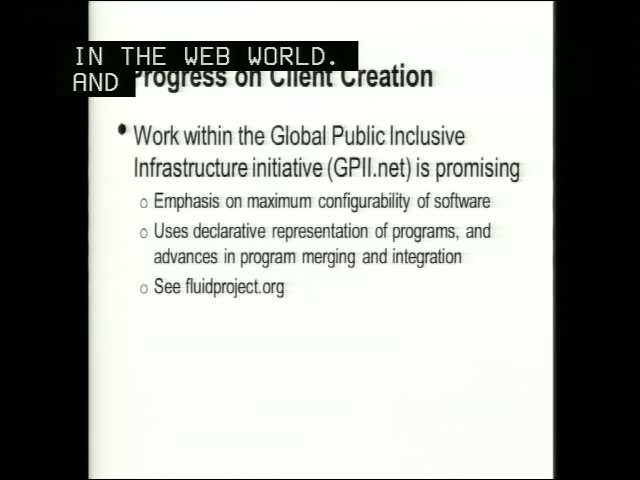 IN THE WEB WORLD.
AND
Progress on Client Creation
• Work within the Global Public Inclusive
Infrastructure initiative (GPII.net) is promising
o Emphasis on maximum configurability of software
o Uses declarative representation of programs, and
advances in program merging and integration
o See fluidproject.org